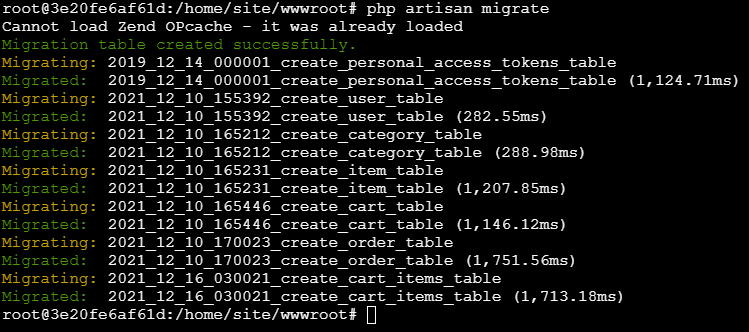 root@3e20fe6af61d:/home/site/wwwroot# php artisan migrate
Cannot load Zend OPcache - it was already loaded
Migration table created successfully.
Migrating: 2019_12_14_000001_create_personal_access_tokens_table
Migrated:  2019_12_14_000001_create_personal_access_tokens_table (1,124.71ms)
Migrating: 2021_12_10_155392_create_user_table
Migrated:  2021_12_10_155392_create_user_table (282.55ms)
Migrating: 2021_12_10_165212_create_category_table
Migrated:  2021_12_10_165212_create_category_table (288.98ms)
Migrating: 2021_12_10_165231_create_item_table
Migrated:  2021_12_10_165231_create_item_table (1,207.85ms)
Migrating: 2021_12_10_165446_create_cart_table
Migrated:  2021_12_10_165446_create_cart_table (1,146.12ms)
Migrating: 2021_12_10_170023_create_order_table
Migrated:  2021_12_10_170023_create_order_table (1,751.56ms)
Migrating: 2021_12_16_030021_create_cart_items_table
Migrated:  2021_12_16_030021_create_cart_items_table (1,713.18ms)
root@3e20fe6af61d:/home/site/wwwroot#